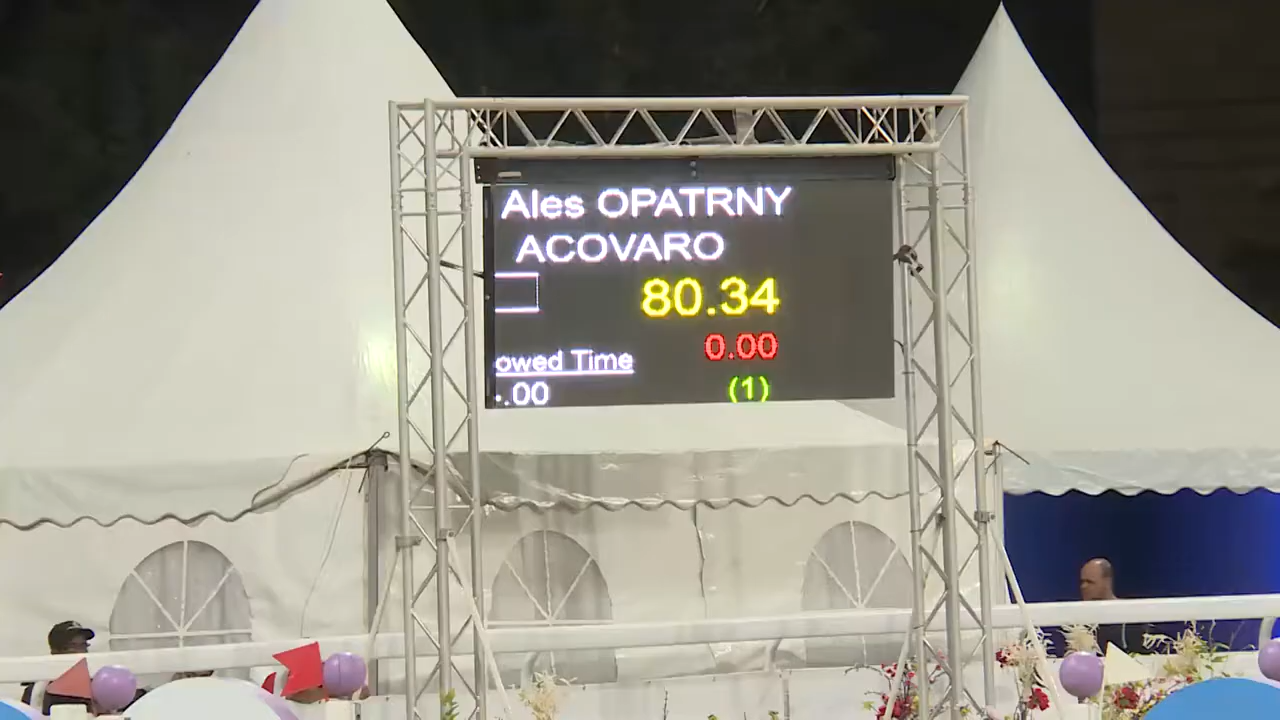 Ales OPATRNY
ACOVARO
80.34
0.00
owed Time
.00
(1)